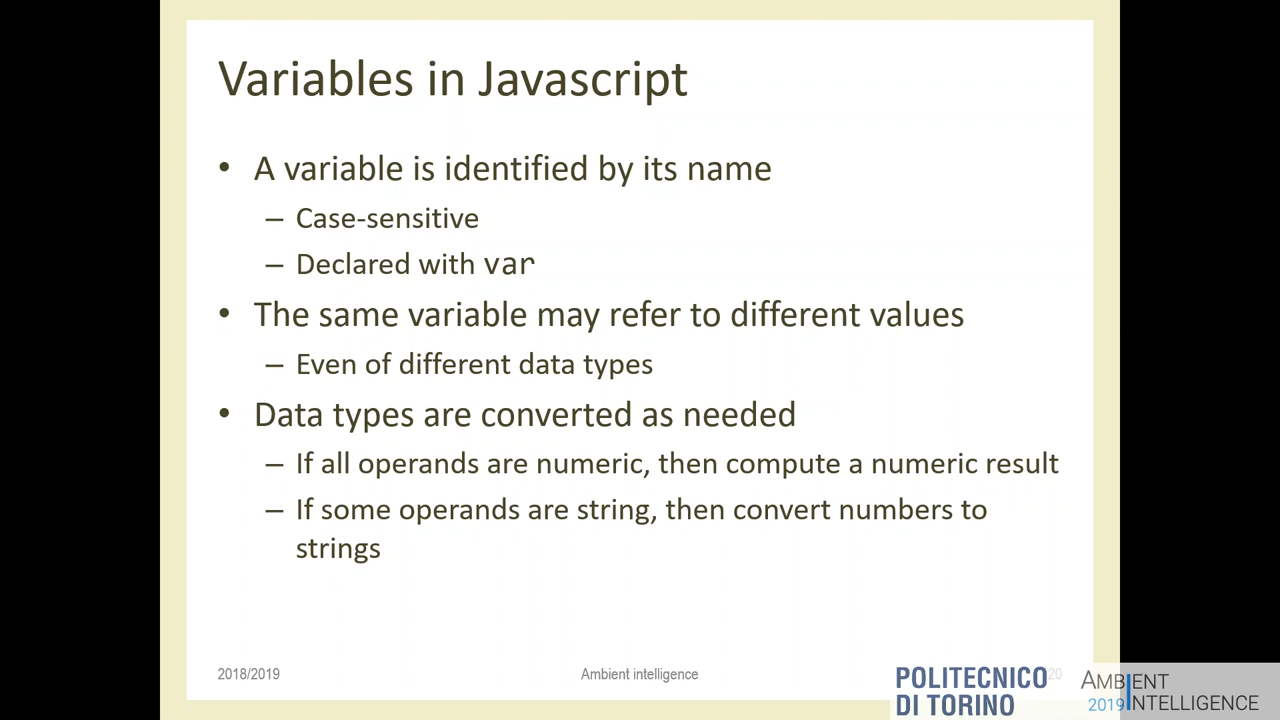 Variables in Javascript
• A variable is identified by its name
– Case-sensitive
– Declared with var
• The same variable may refer to different values
– Even of different data types
• Data types are converted as needed
– If all operands are numeric, then compute a numeric result
– If some operands are string, then convert numbers to
strings
2018/2019
Ambient intelligence
20
POLITECNICO
DI TORINO
AMBIENT
2019 INTELLIGENCE